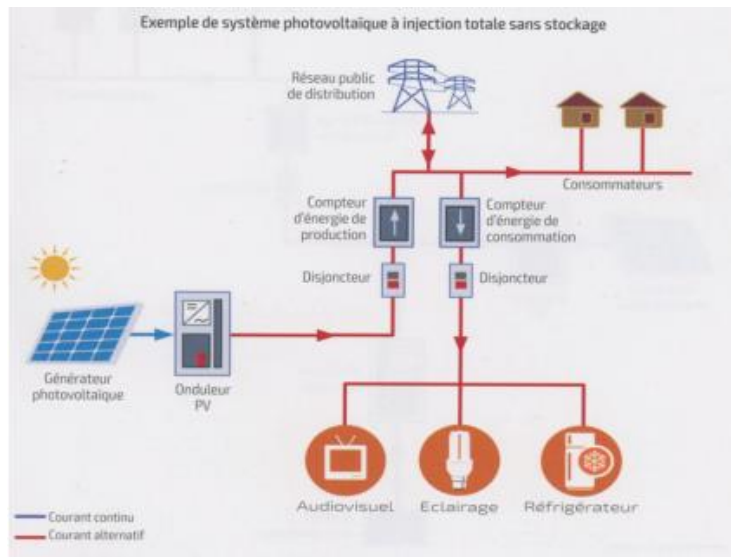 Exemple de système photovoltaïque à injection totale sans stockage
Réseau public
de distribution
Consommateurs
Compteur
d'énergie de
production
Compteur
d'énergie de
consommation
Disjoncteur
Disjoncteur
Générateur
photovoltaïque
Onduleur
PV
Audiovisuel
Eclairage
Réfrigérateur
Courant continu
Courant alternatif